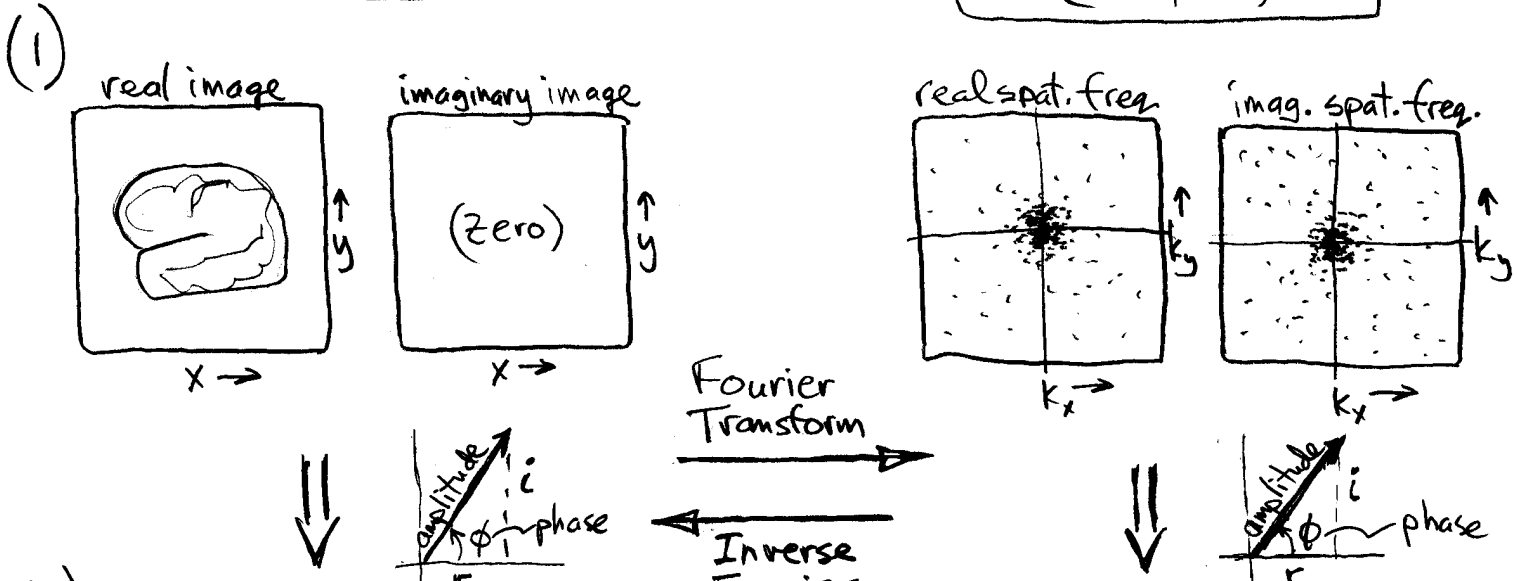 (1)
real image
imaginary image
real spat. freq.
imag. spat. freq.
(zero)
y
y
ky
ky
x
x
kx
kx
Fourier
Transform
amplitude
i
ϕ
phase
r
Inverse
amplitude
i
ϕ
phase
r